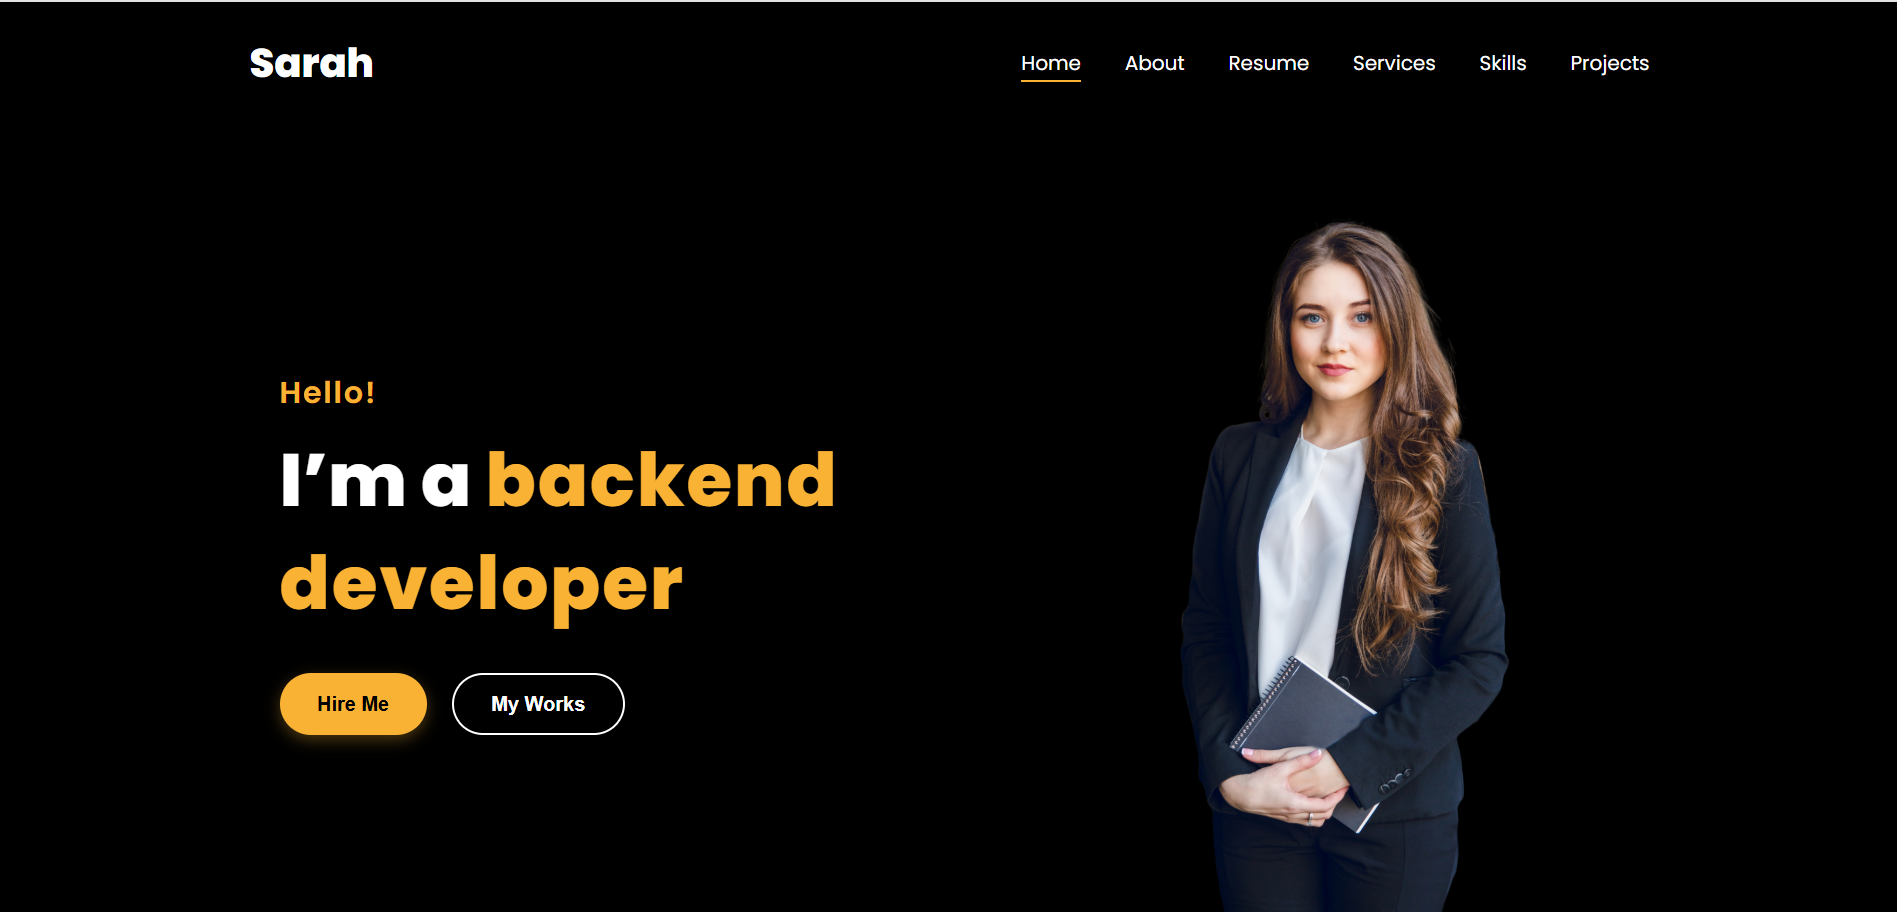 Sarah
Home About Resume Services Skills Projects
Hello!
I’m a backend
developer
Hire Me
My Works